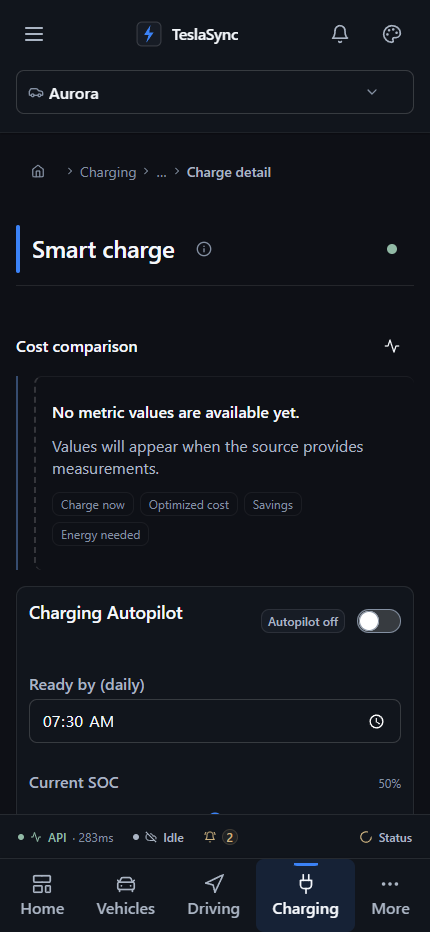 TeslaSync
Aurora
Charging
...
Charge detail
Smart charge
Cost comparison
No metric values are available yet.
Values will appear when the source provides
measurements.
Charge now
Optimized cost
Savings
Energy needed
Charging Autopilot
Autopilot off
Ready by (daily)
07:30 AM
Current SOC
50%
API · 283ms
Idle
2
Status
Home
Vehicles
Driving
Charging
More